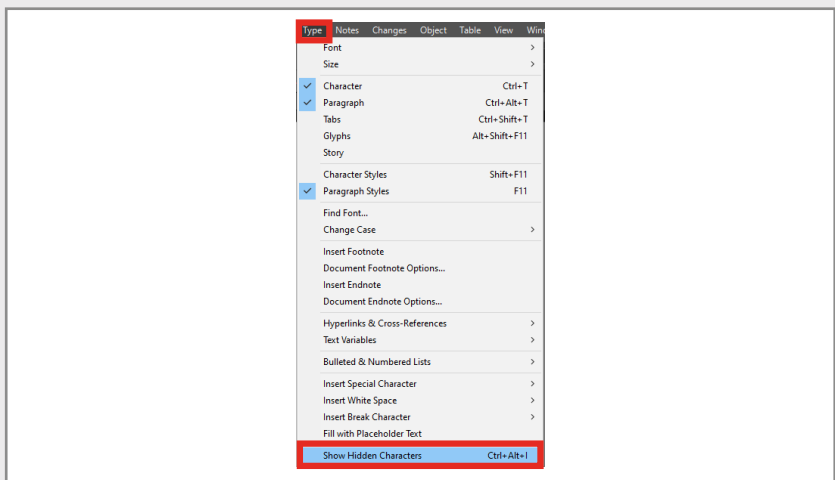 Type Notes Changes Object Table View
Font
Size
Character Ctrl+T
Paragraph Ctrl+Alt+T
Tabs Ctrl+Shift+T
Glyphs Alt+Shift+F11
Story
Character Styles Shift+F11
Paragraph Styles F11
Find Font...
Change Case
Insert Footnote
Document Footnote Options...
Insert Endnote
Document Endnote Options...
Hyperlinks & Cross-References
Text Variables
Bulleted & Numbered Lists
Insert Special Character
Insert White Space
Insert Break Character
Fill with Placeholder Text
Show Hidden Characters Ctrl+Alt+I